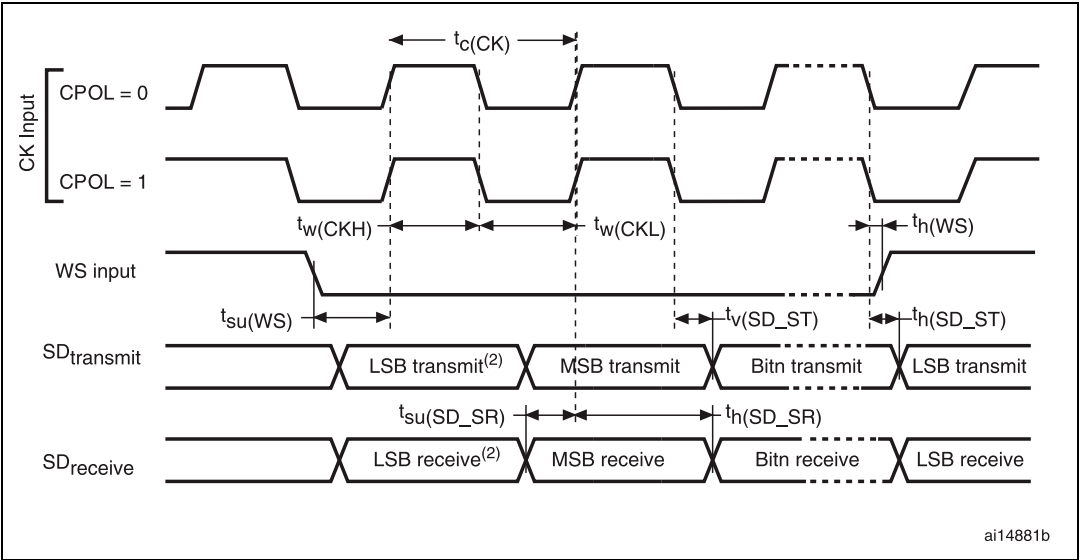 tc(CK)
CK Input
CPOL = 0
CPOL = 1
tw(CKH)
tw(CKL)
th(WS)
WS input
tsu(WS)
tv(SD_ST)
th(SD_ST)
SDtransmit
LSB transmit(2)
MSB transmit
Bitn transmit
LSB transmit
tsu(SD_SR)
th(SD_SR)
SDreceive
LSB receive(2)
MSB receive
Bitn receive
LSB receive
ai14881b